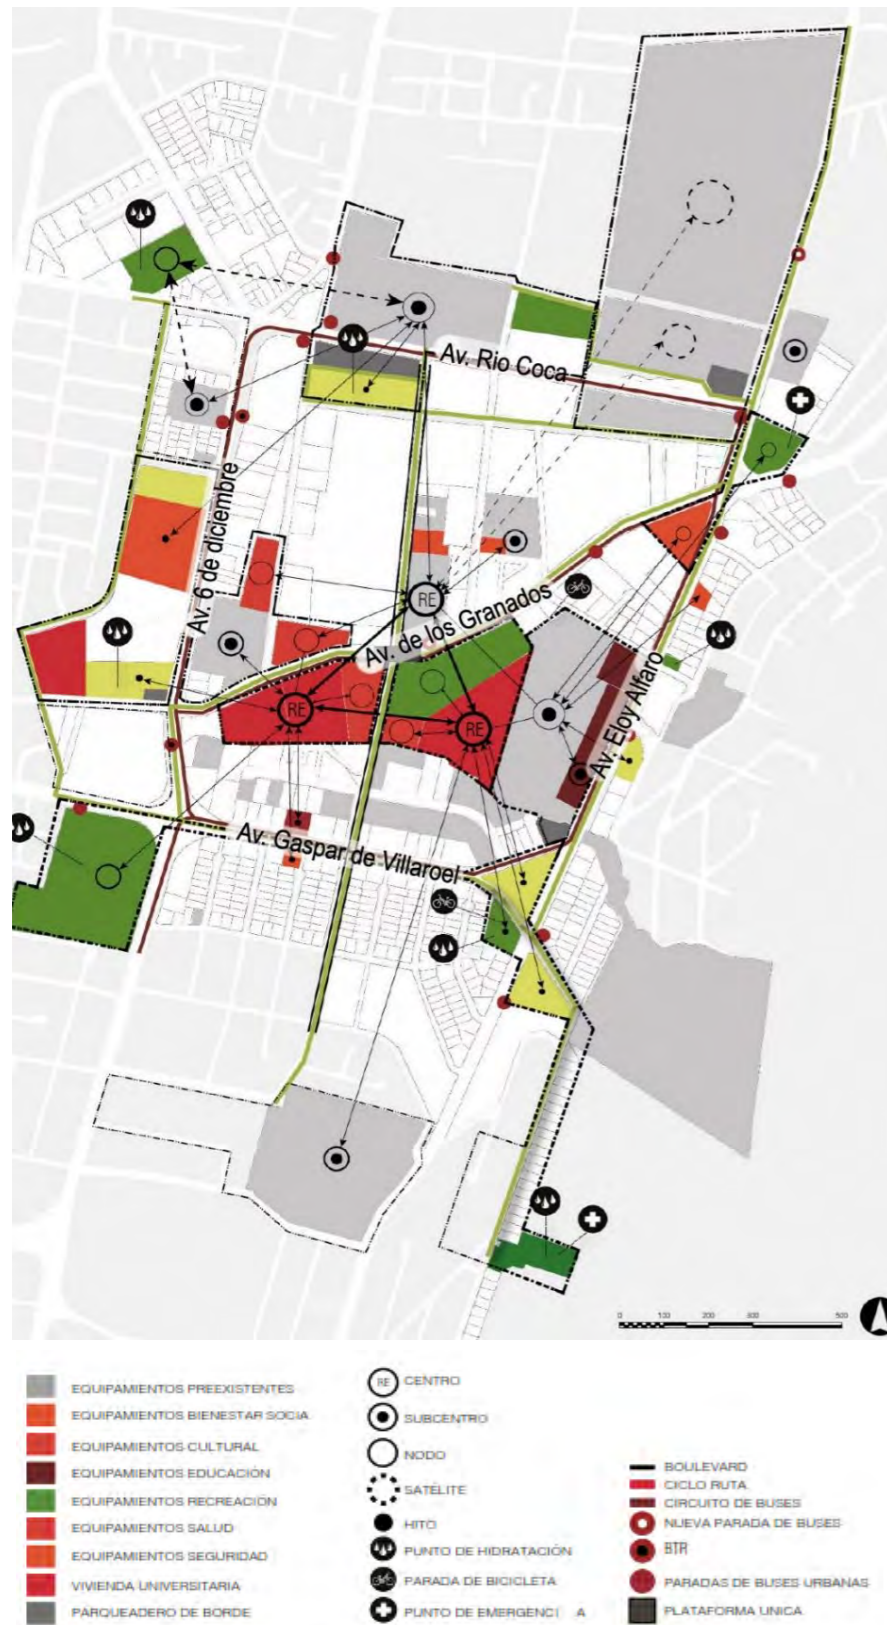 Av. Rio Coca
Av. 6 de diciembre
RE
Av. de los Granados
RE
RE
Av. Eloy Alfaro
Av. Gaspar de Villaroel
0 100 200 300 500
EQUIPAMIENTOS PREEXISTENTES
EQUIPAMIENTOS BIENESTAR SOCIA
EQUIPAMIENTOS CULTURAL
EQUIPAMIENTOS EDUCACIÓN
EQUIPAMIENTOS RECREACIÓN
EQUIPAMIENTOS SALUD
EQUIPAMIENTOS SEGURIDAD
VIVIENDA UNIVERSITARIA
PARQUEADERO DE BORDE
RE CENTRO
SUBCENTRO
NODO
SATÉLITE
HITO
PUNTO DE HIDRATACIÓN
PARADA DE BICICLETA
PUNTO DE EMERGENCI A
BOULEVARD
CICLO RUTA
CIRCUITO DE BUSES
NUEVA PARADA DE BUSES
BTR
PARADAS DE BUSES URBANAS
PLATAFORMA UNICA